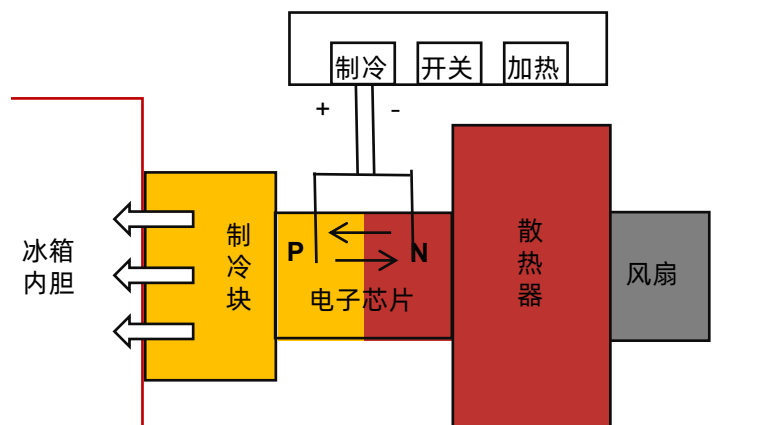 制冷 开关 加热
+ -
冰箱
内胆
制
冷
块
P N
电子芯片
散
热
器
风扇